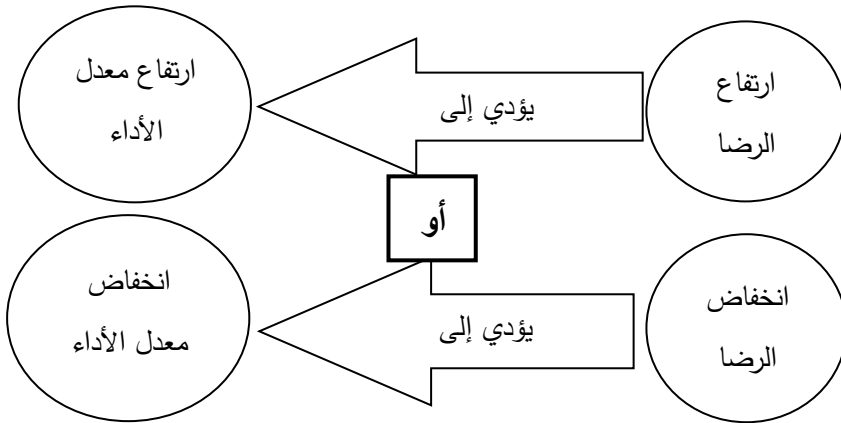 ارتفاع
الرضا
يؤدي إلى
ارتفاع معدل
الأداء
أو
انخفاض
الرضا
يؤدي إلى
انخفاض
معدل الأداء